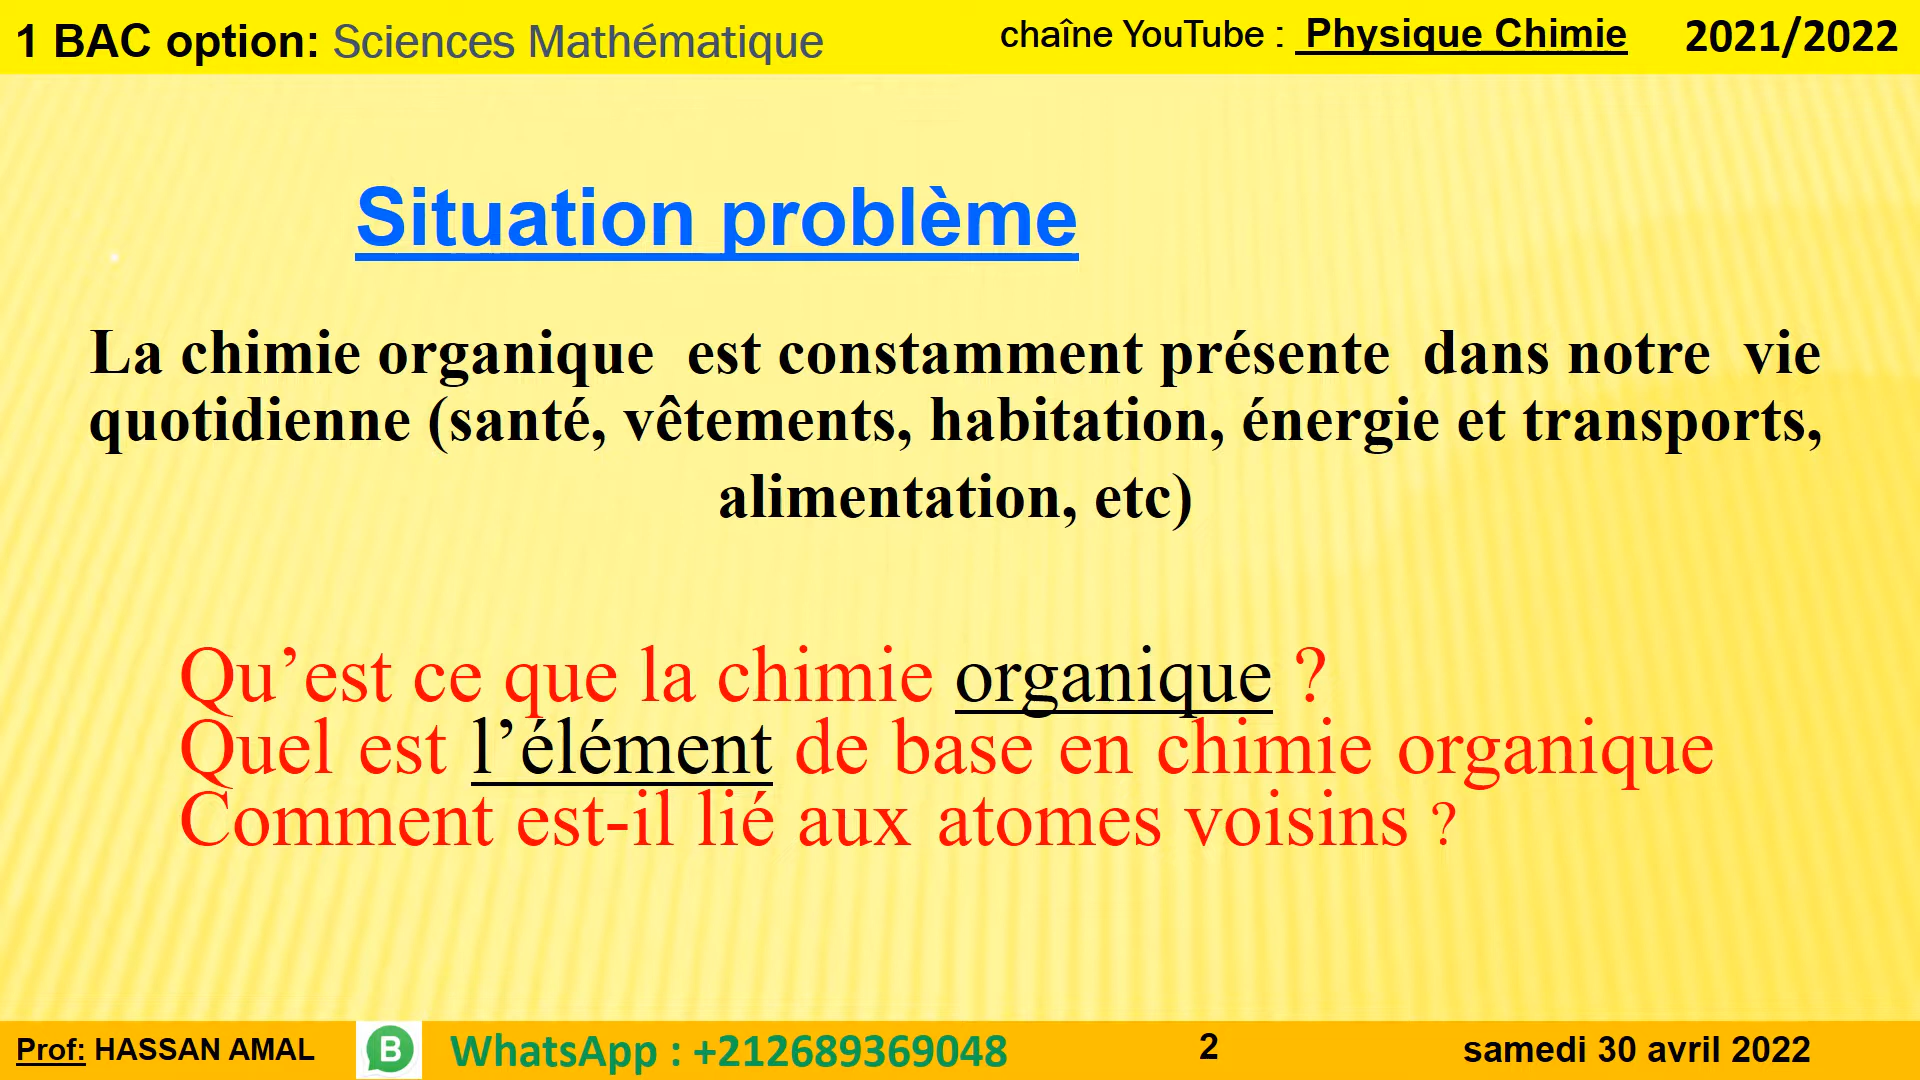 1 BAC option: Sciences Mathématique
chaîne YouTube : Physique Chimie
2021/2022
Situation problème
La chimie organique est constamment présente dans notre vie
quotidienne (santé, vêtements, habitation, énergie et transports,
alimentation, etc)
Qu’est ce que la chimie organique ?
Quel est l’élément de base en chimie organique
Comment est-il lié aux atomes voisins ?
Prof: HASSAN AMAL
B
WhatsApp : +212689369048
2
samedi 30 avril 2022